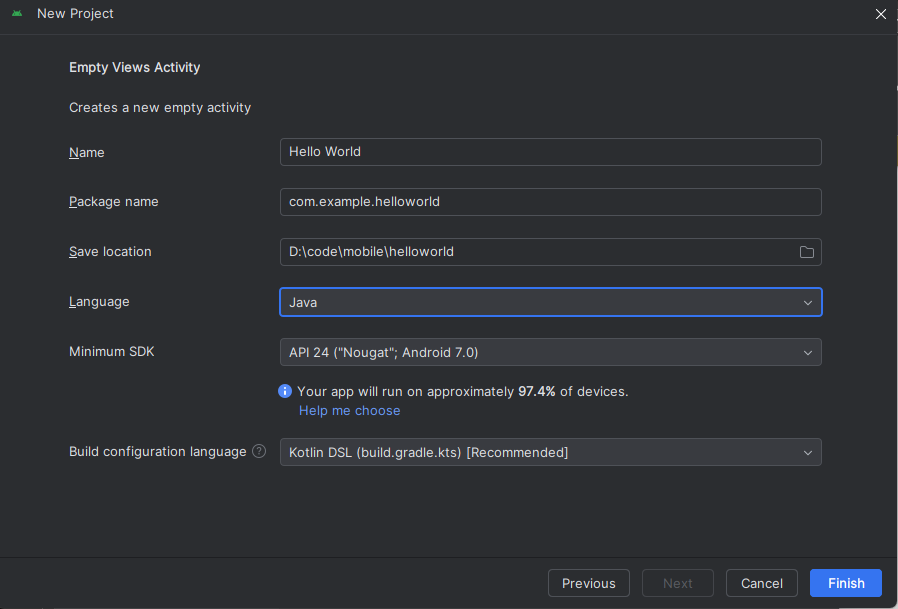 New Project
Empty Views Activity
Creates a new empty activity
Name
Hello World
Package name
com.example.helloworld
Save location
D:\code\mobile\helloworld
Language
Java
Minimum SDK
API 24 ("Nougat"; Android 7.0)
Your app will run on approximately 97.4% of devices.
Help me choose
Build configuration language ?
Kotlin DSL (build.gradle.kts) [Recommended]
Previous
Next
Cancel
Finish